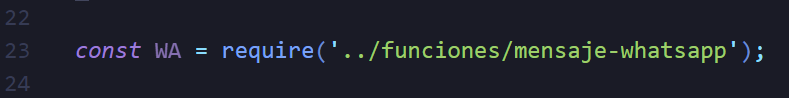 22
23 const WA = require('../funciones/mensaje-whatsapp');
24